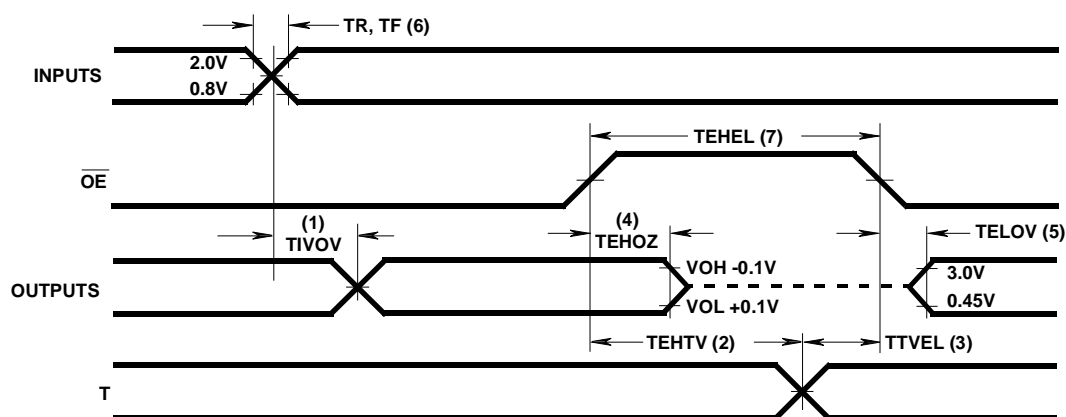 TR, TF (6)
INPUTS
2.0V
0.8V
TEHEL (7)
OE
(1)
TIVOV
(4)
TEHOZ
TELOV (5)
OUTPUTS
VOH -0.1V
VOL +0.1V
3.0V
0.45V
TEHTV (2)
TTVEL (3)
T